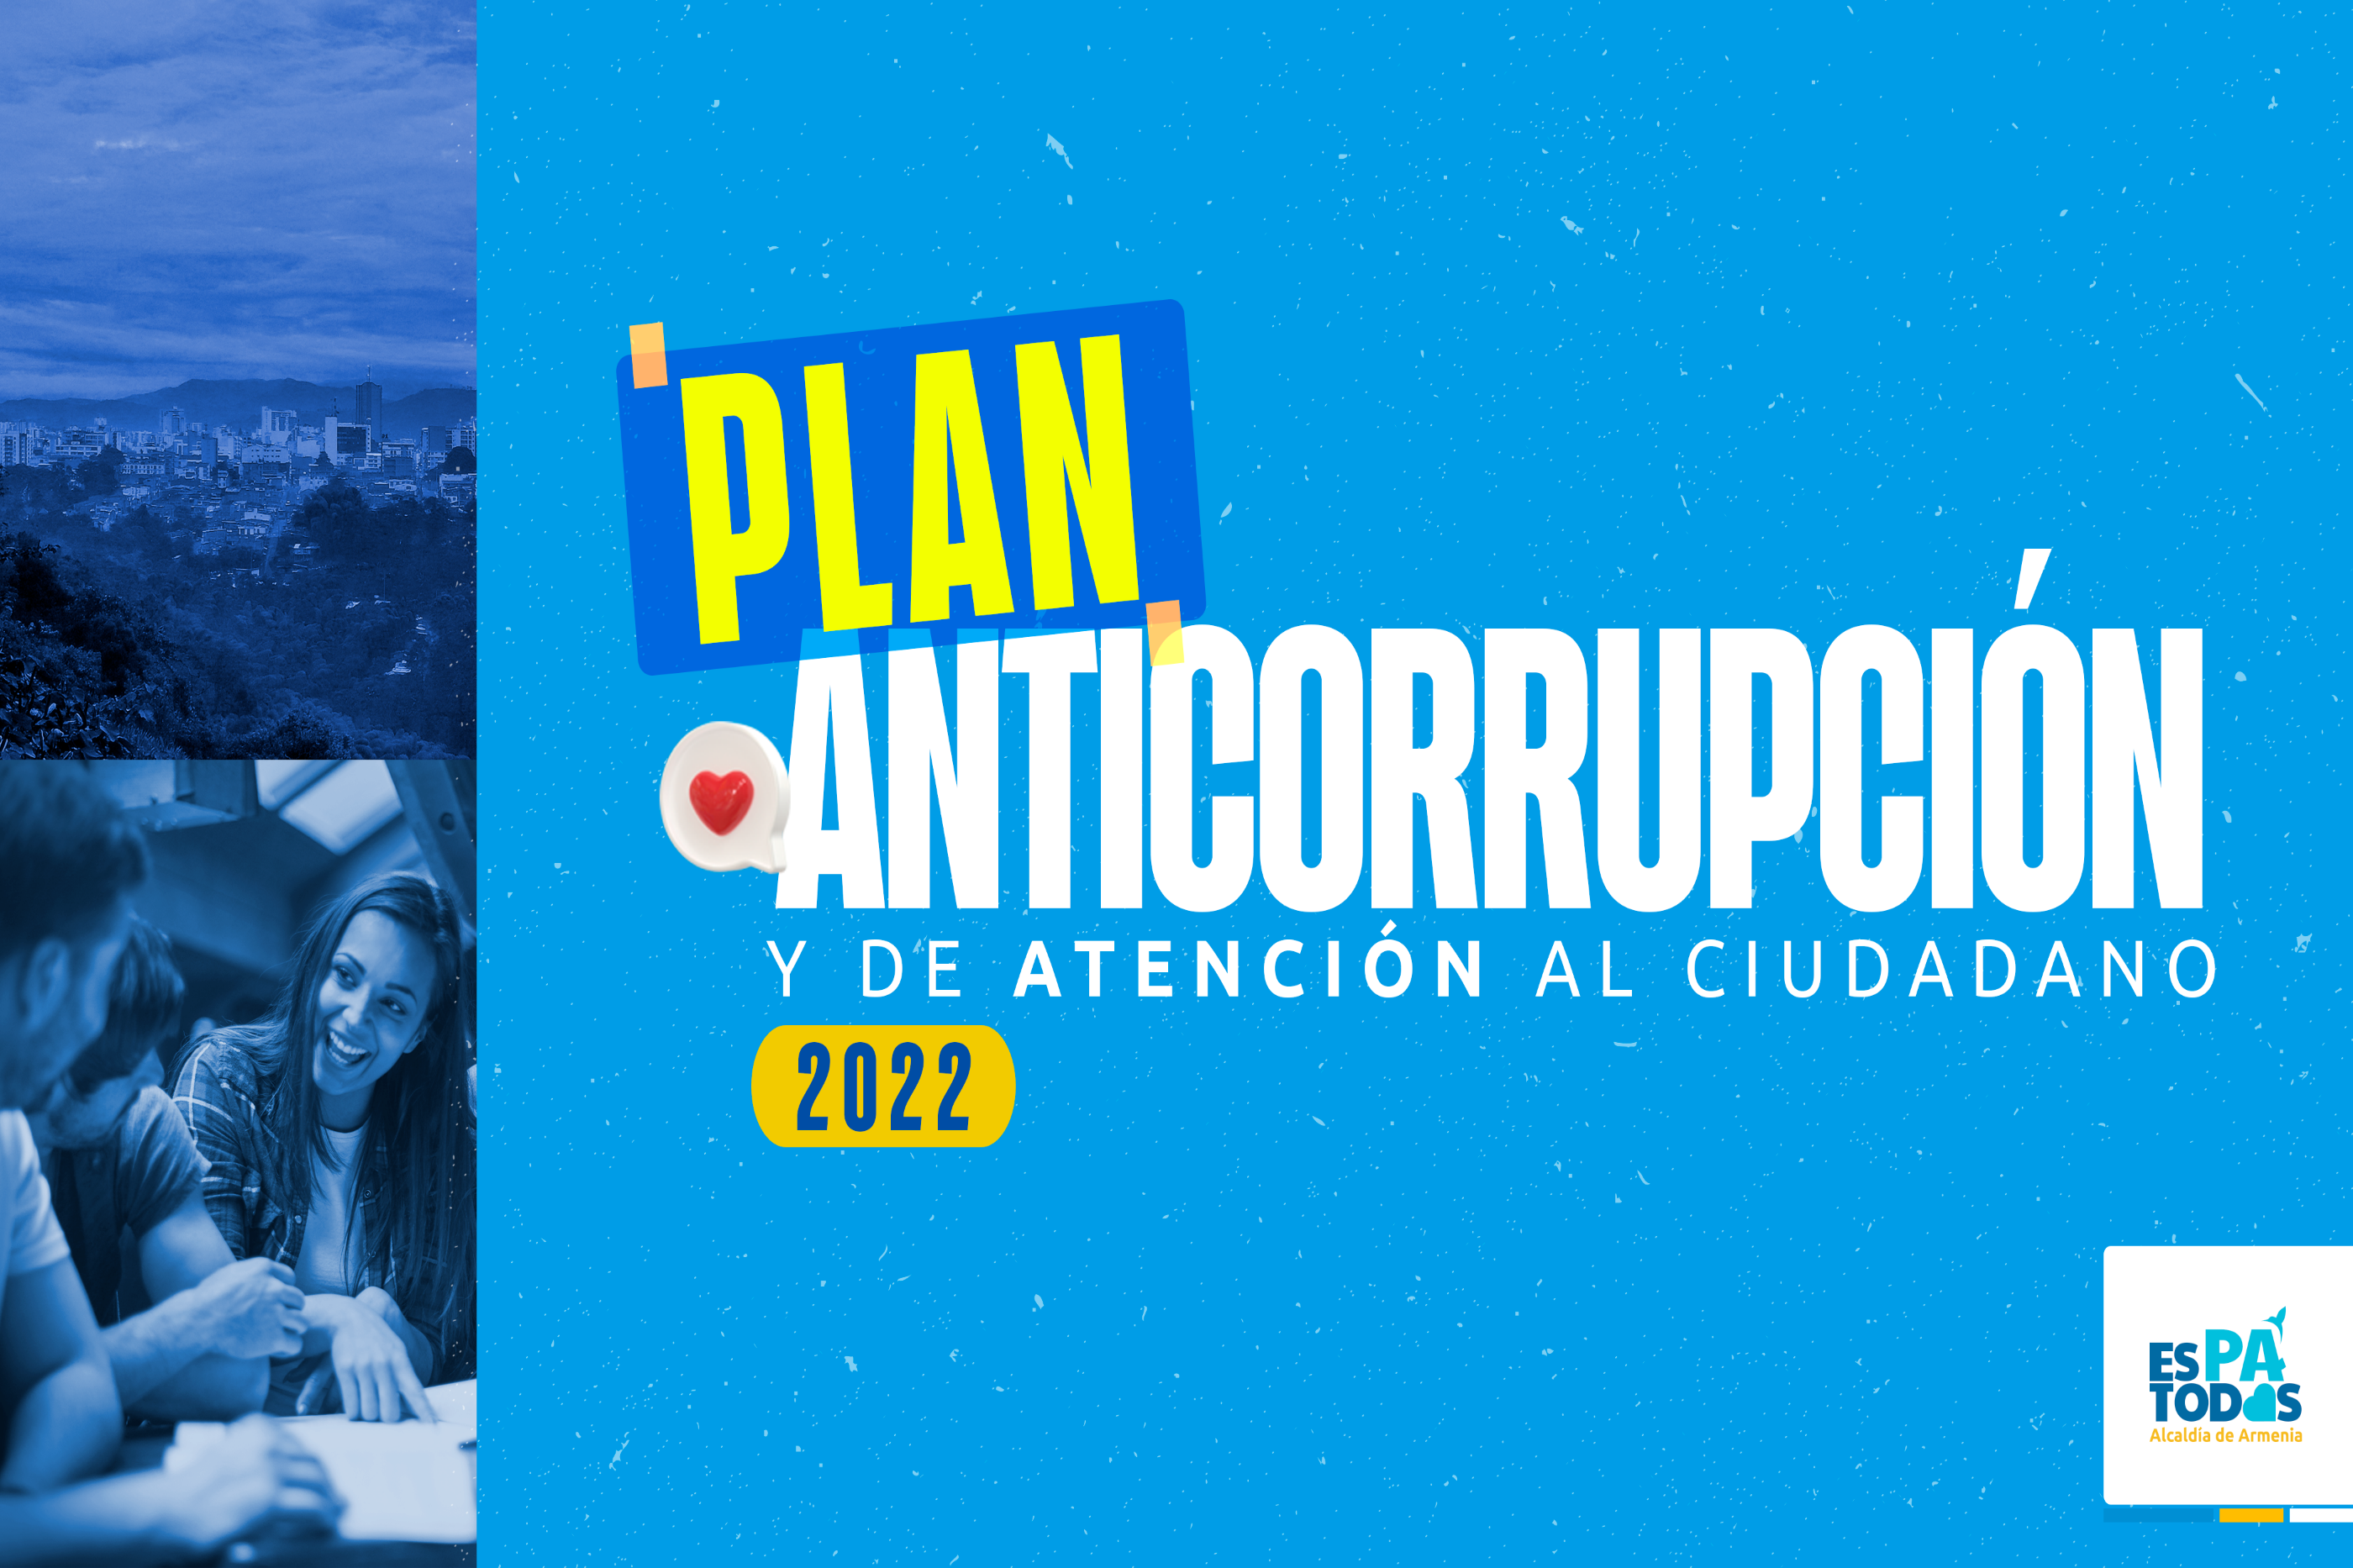 PLAN
ANTICORRUPCIÓN
Y DE ATENCIÓN AL CIUDADANO
2022
ES PA
TODOS
Alcaldía de Armenia